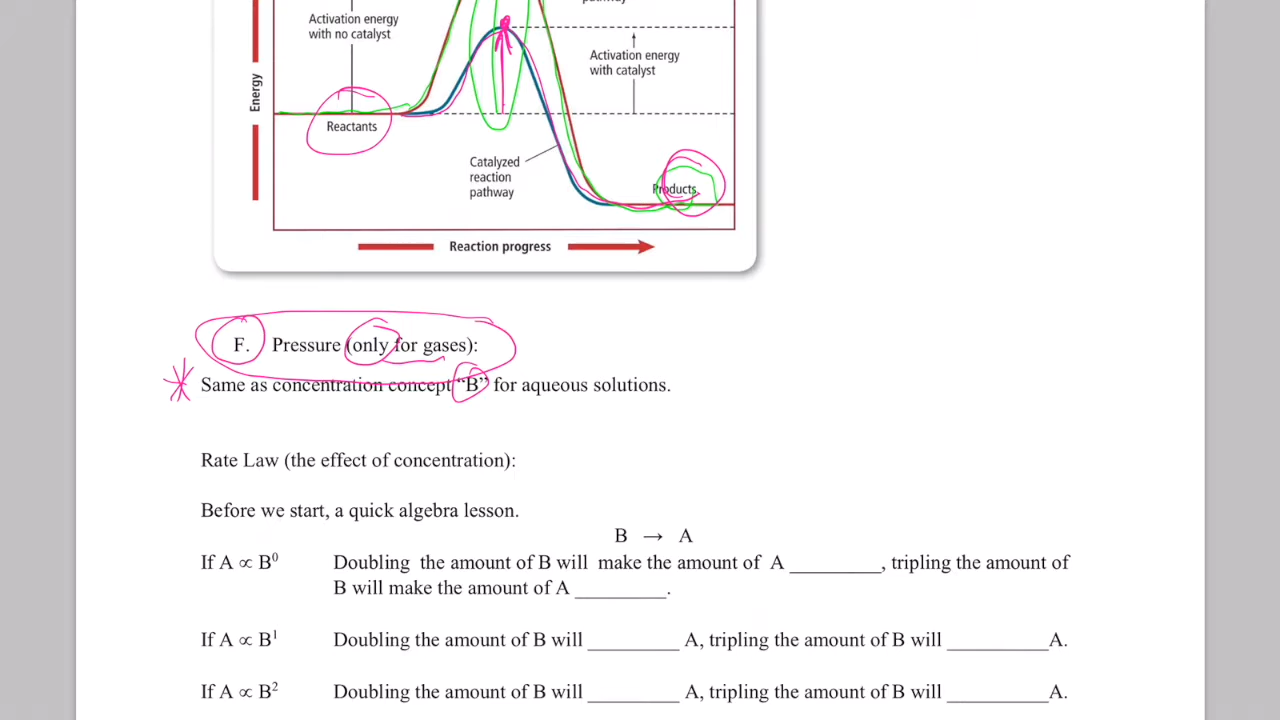 pathway
Activation energy
with no catalyst
Activation energy
with catalyst
Energy
Reactants
Catalyzed
reaction
pathway
Products
Reaction progress
F. Pressure (only for gases):
Same as concentration concept “B” for aqueous solutions.
Rate Law (the effect of concentration):
Before we start, a quick algebra lesson.
B → A
If A ∝ B⁰ Doubling the amount of B will make the amount of A _________, tripling the amount of
B will make the amount of A _________.
If A ∝ B¹ Doubling the amount of B will _________ A, tripling the amount of B will __________A.
If A ∝ B² Doubling the amount of B will _________ A, tripling the amount of B will __________A.